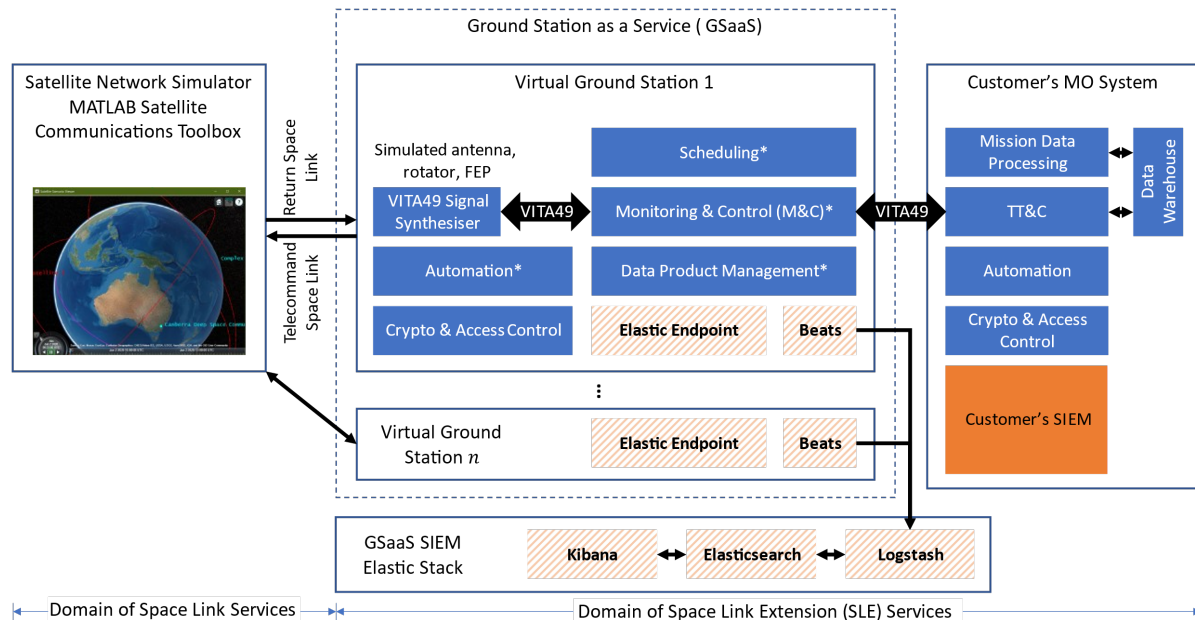 Ground Station as a Service ( GSaaS)
Satellite Network Simulator
MATLAB Satellite
Communications Toolbox
Return Space
Link
Telecommand
Space Link
Virtual Ground Station 1
Simulated antenna,
rotator, FEP
VITA49 Signal
Synthesiser
VITA49
Scheduling*
Monitoring & Control (M&C)*
Automation*
Data Product Management*
Crypto & Access Control
Elastic Endpoint
Beats
VITA49
Customer's MO System
Mission Data
Processing
TT&C
Data
Warehouse
Automation
Crypto & Access
Control
Customer's SIEM
⋮
Virtual Ground
Station n
Elastic Endpoint
Beats
GSaaS SIEM
Elastic Stack
Kibana
Elasticsearch
Logstash
Domain of Space Link Services
Domain of Space Link Extension (SLE) Services